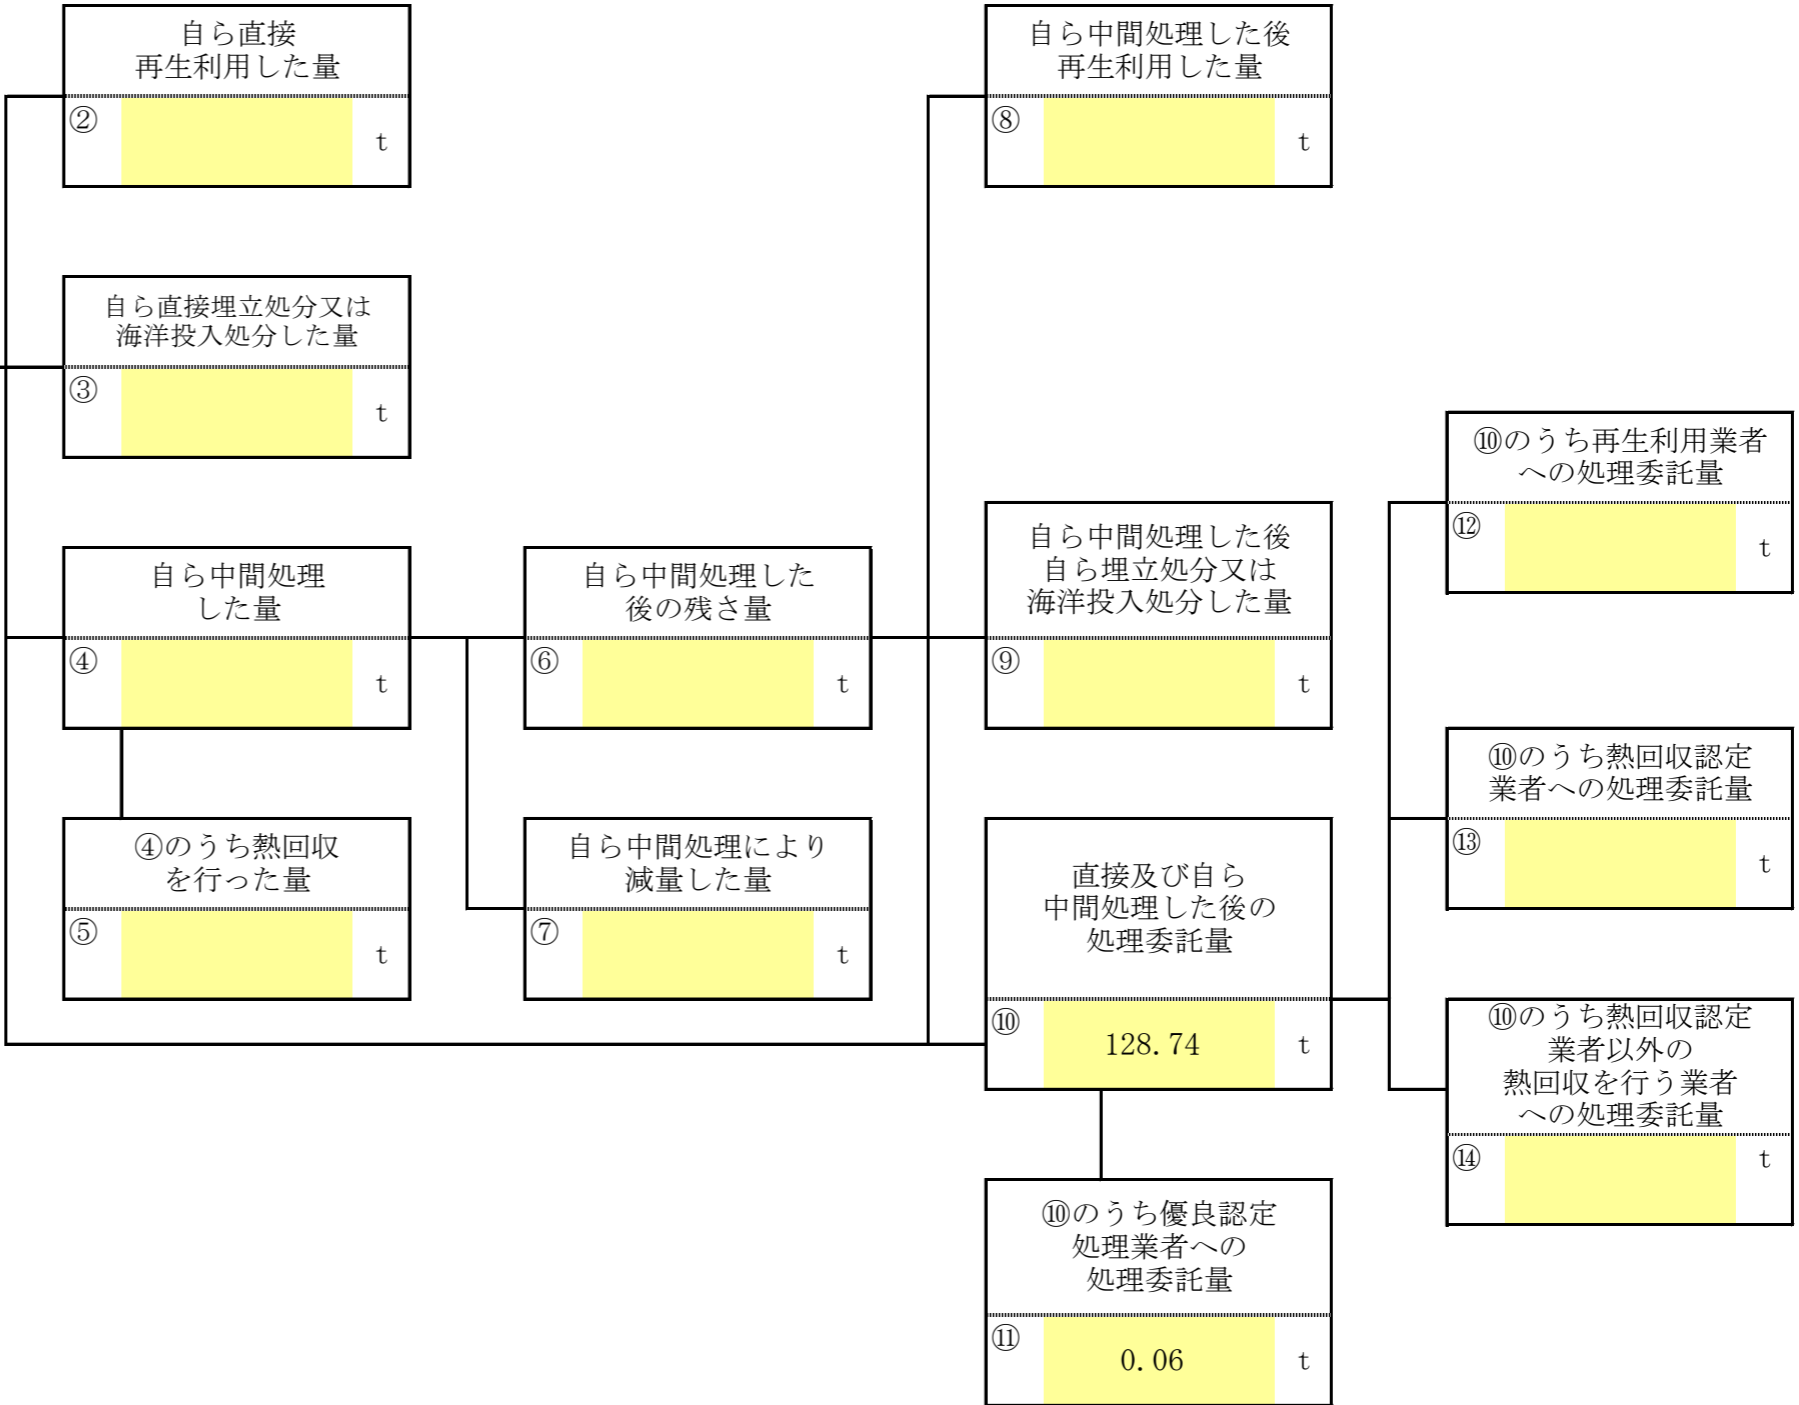 自ら直接
再生利用した量
②
t
自ら中間処理した後
再生利用した量
⑧
t
自ら直接埋立処分又は
海洋投入処分した量
③
t
⑩のうち再生利用業者
への処理委託量
⑫
t
自ら中間処理
した量
④
t
自ら中間処理した
後の残さ量
⑥
t
自ら中間処理した後
自ら埋立処分又は
海洋投入処分した量
⑨
t
⑩のうち熱回収認定
業者への処理委託量
⑬
t
④のうち熱回収
を行った量
⑤
t
自ら中間処理により
減量した量
⑦
t
直接及び自ら
中間処理した後の
処理委託量
⑩
128.74
t
⑩のうち熱回収認定
業者以外の
熱回収を行う業者
への処理委託量
⑭
t
⑩のうち優良認定
処理業者への
処理委託量
⑪
0.06
t